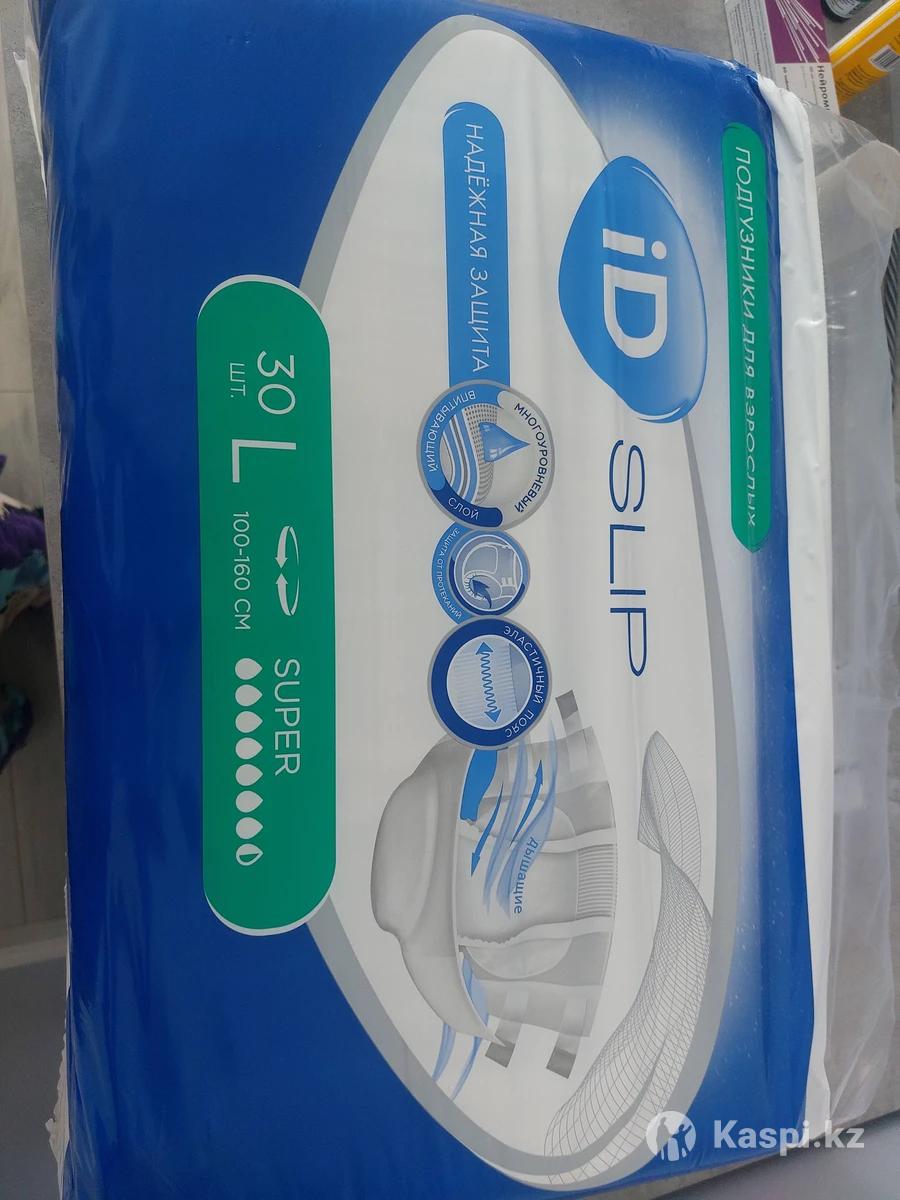 ПОДГУЗНИКИ ДЛЯ ВЗРОСЛЫХ
iD SLIP
НАДЁЖНАЯ ЗАЩИТА
МНОГОУРОВНЕВЫЙ
ВПИТЫВАЮЩИЙ
СЛОЙ
ЗАЩИТА ОТ ПРОТЕКАНИЙ
ЭЛАСТИЧНЫЙ ПОЯС
Дышащие
30 L SUPER
ШТ. 100-160 СМ
Kaspi.kz